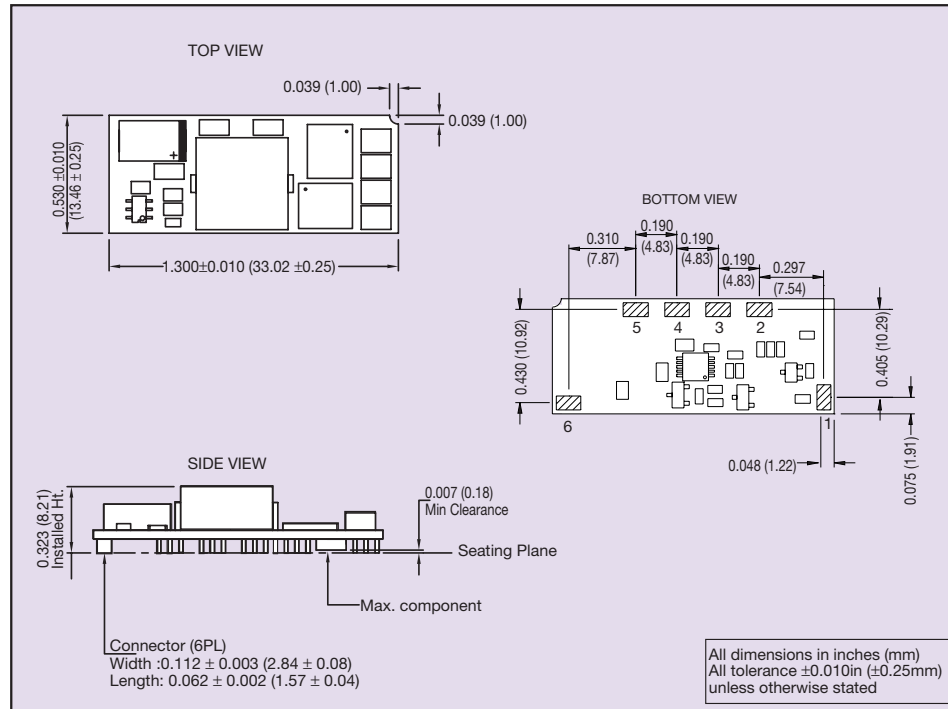 TOP VIEW
0.039 (1.00)
0.039 (1.00)
0.530 ±0.010
(13.46 ± 0.25)
1.300±0.010 (33.02 ±0.25)
BOTTOM VIEW
0.190
0.310
(4.83)
0.190
(7.87)
(4.83)
0.190
(4.83)
0.297
(7.54)
5
4
3
2
0.430 (10.92)
0.405 (10.29)
6
1
0.048 (1.22)
0.075 (1.91)
SIDE VIEW
0.323 (8.21)
Installed Ht.
0.007 (0.18)
Min Clearance
Seating Plane
Max. component
Connector (6PL)
Width :0.112 ± 0.003 (2.84 ± 0.08)
Length: 0.062 ± 0.002 (1.57 ± 0.04)
All dimensions in inches (mm)
All tolerance ±0.010in (±0.25mm)
unless otherwise stated